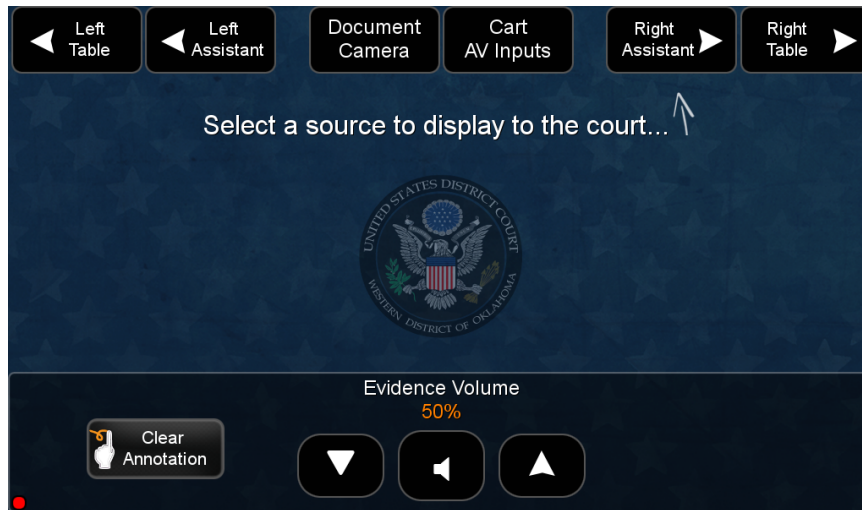 Left
Table
Left
Assistant
Document
Camera
Cart
AV Inputs
Right
Assistant
Right
Table
Select a source to display to the court...
UNITED STATES DISTRICT COURT
WESTERN DISTRICT OF OKLAHOMA
Evidence Volume
50%
Clear
Annotation